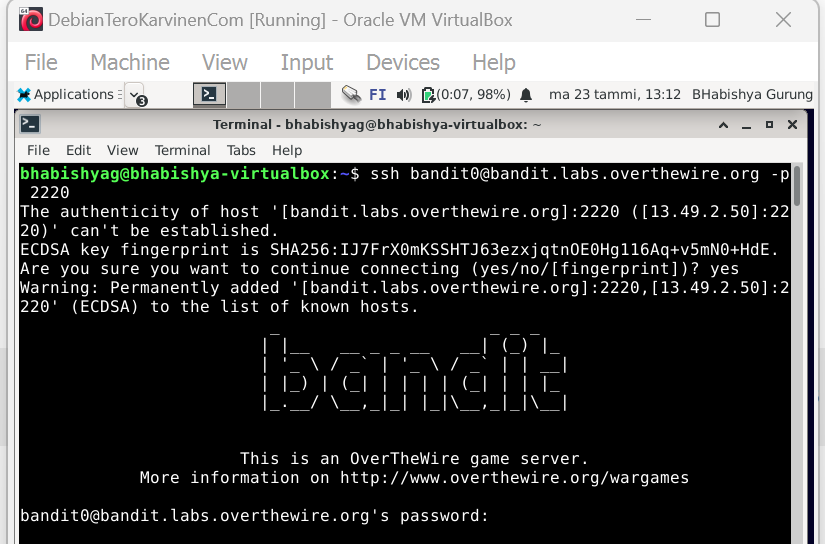 DebianTeroKarvinenCom [Running] - Oracle VM VirtualBox
File Machine View Input Devices Help
Applications 3 FI (0:07, 98%) ma 23 tammi, 13:12 BHabishya Gurung
Terminal - bhabishyag@bhabishya-virtualbox: ~
File Edit View Terminal Tabs Help
bhabishyag@bhabishya-virtualbox:~$ ssh bandit0@bandit.labs.overthewire.org -p
2220
The authenticity of host '[bandit.labs.overthewire.org]:2220 ([13.49.2.50]:22
20)' can't be established.
ECDSA key fingerprint is SHA256:IJ7FrX0mKSSHTJ63ezxjqtnOE0Hg116Aq+v5mN0+HdE.
Are you sure you want to continue connecting (yes/no/[fingerprint])? yes
Warning: Permanently added '[bandit.labs.overthewire.org]:2220,[13.49.2.50]:2
220' (ECDSA) to the list of known hosts.
bandit
This is an OverTheWire game server.
More information on http://www.overthewire.org/wargames
bandit0@bandit.labs.overthewire.org's password: